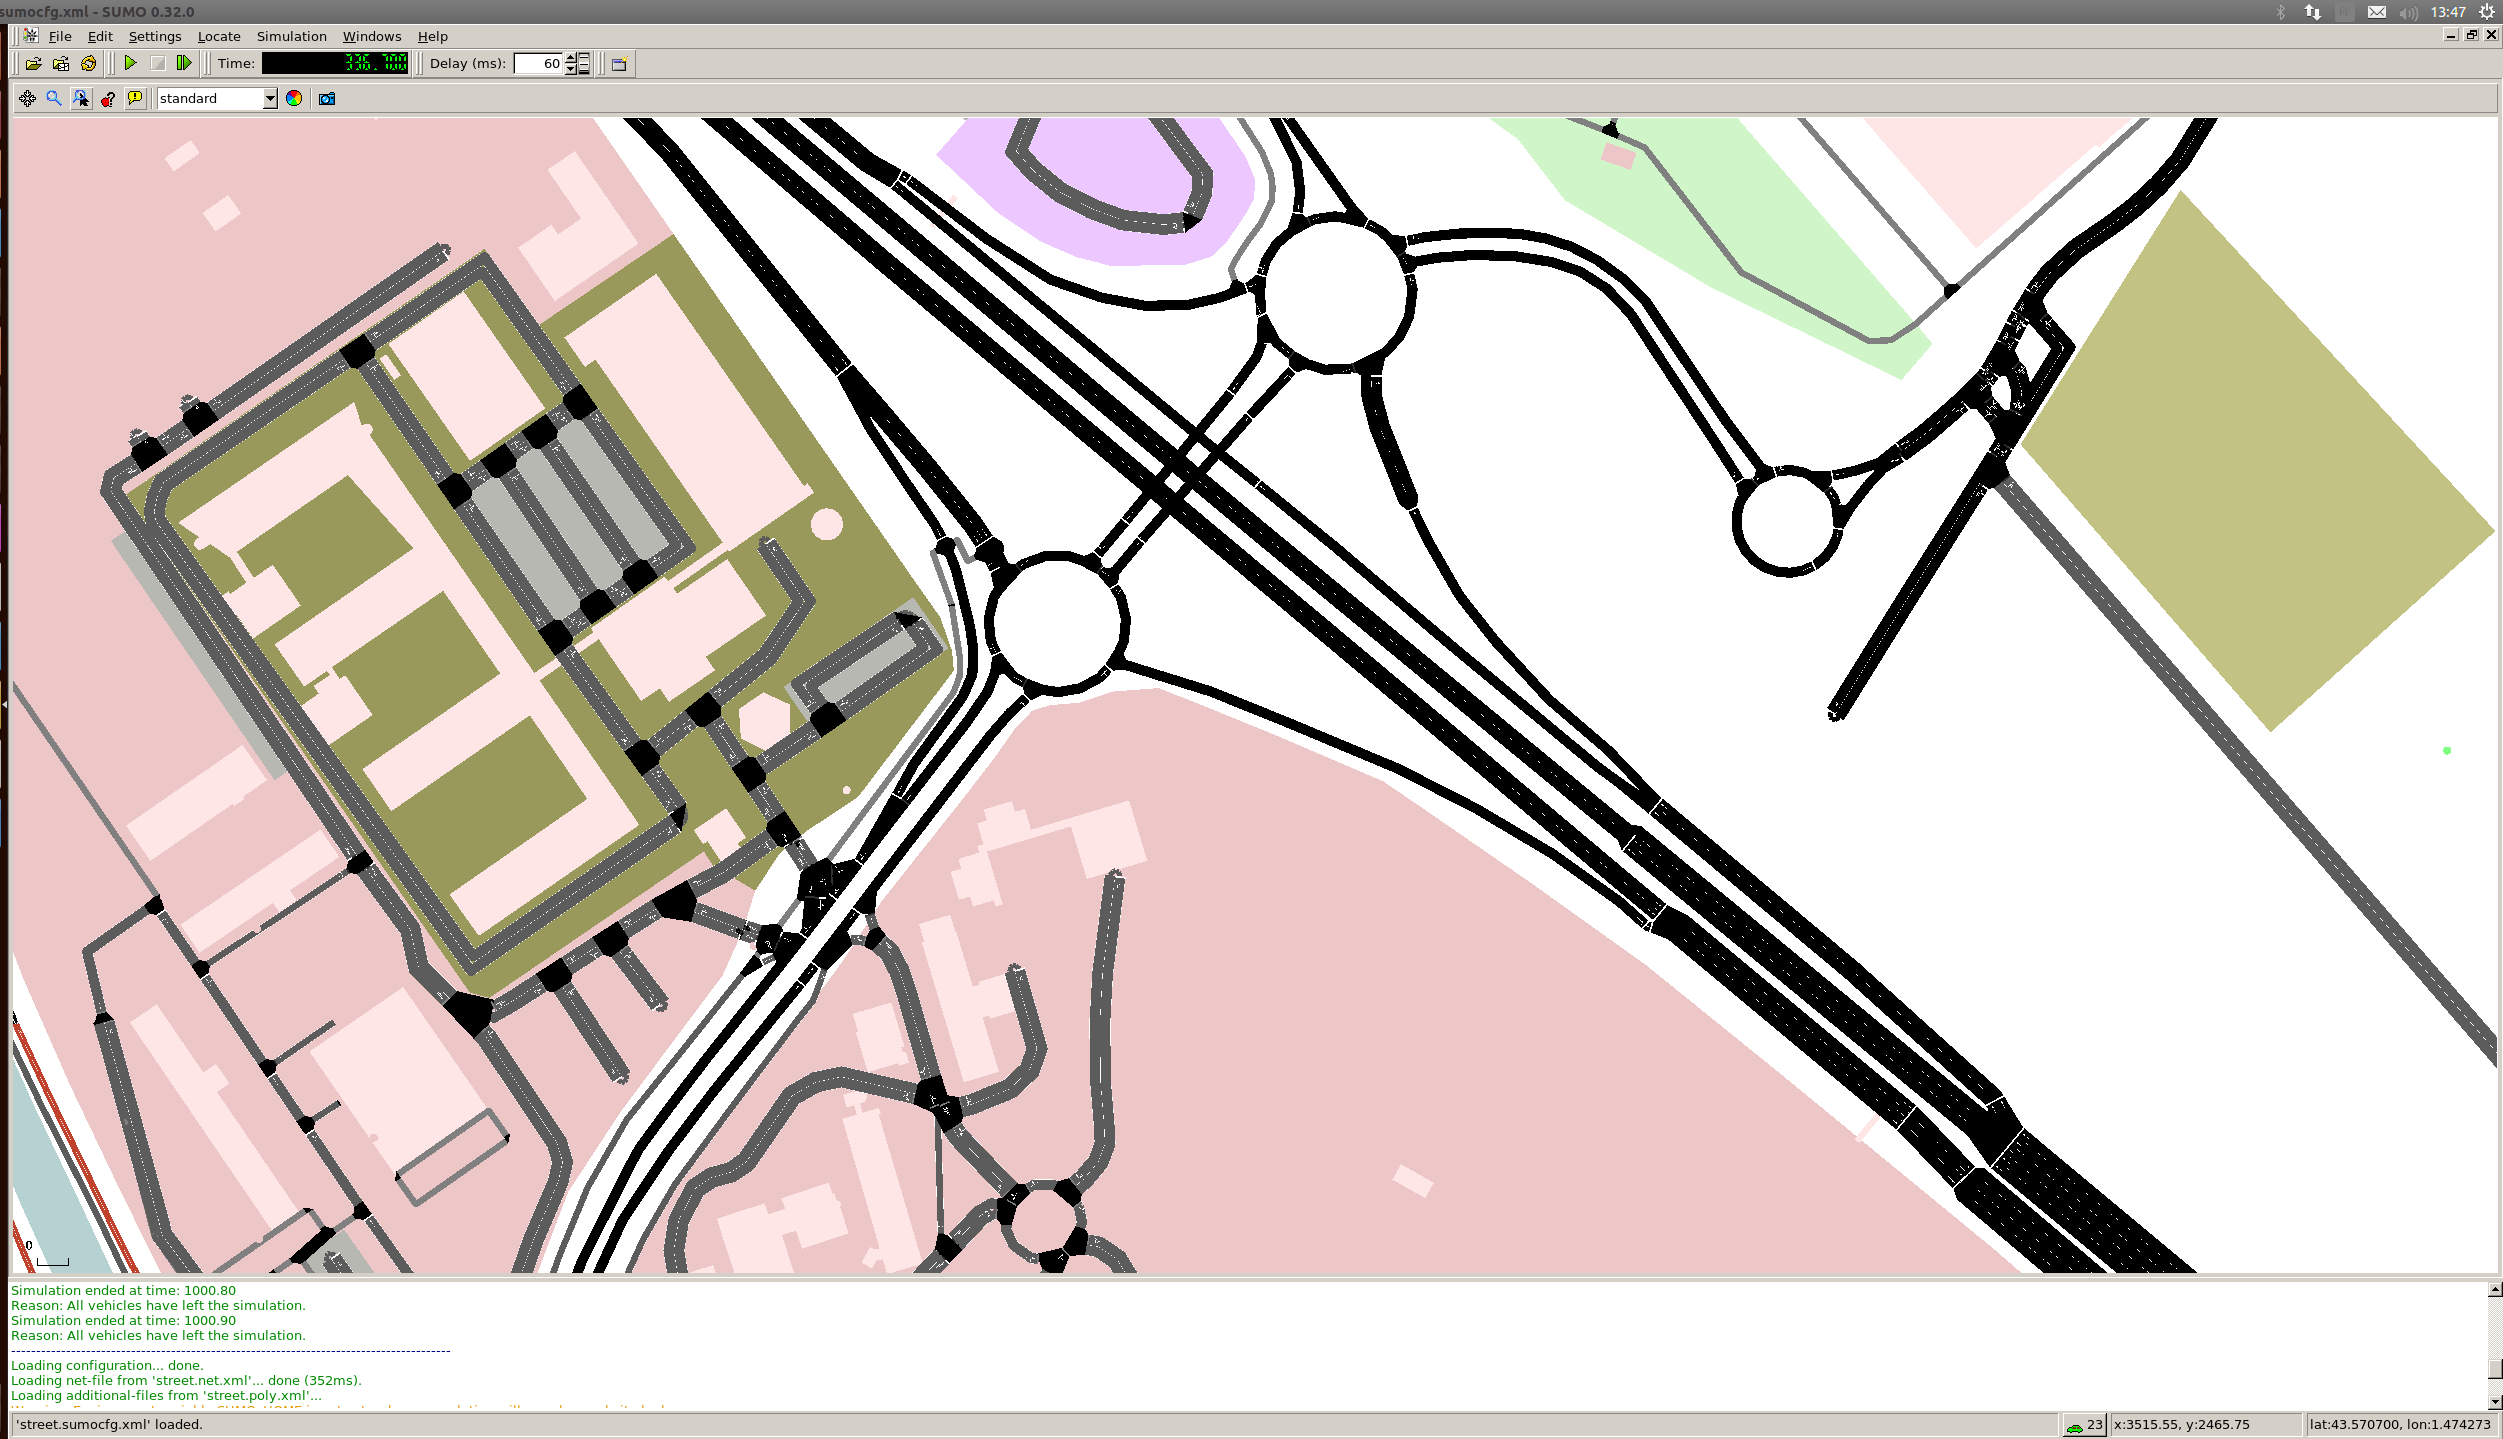 sumocfg.xml - SUMO 0.32.0
13:47
File Edit Settings Locate Simulation Windows Help
Time: Delay (ms): 60
standard
0
Simulation ended at time: 1000.80
Reason: All vehicles have left the simulation.
Simulation ended at time: 1000.90
Reason: All vehicles have left the simulation.
----------------------------------------------------------------------------------------
Loading configuration... done.
Loading net-file from 'street.net.xml'... done (352ms).
Loading additional-files from 'street.poly.xml'...
'street.sumocfg.xml' loaded.
23
x:3515.55, y:2465.75
lat:43.570700, lon:1.474273